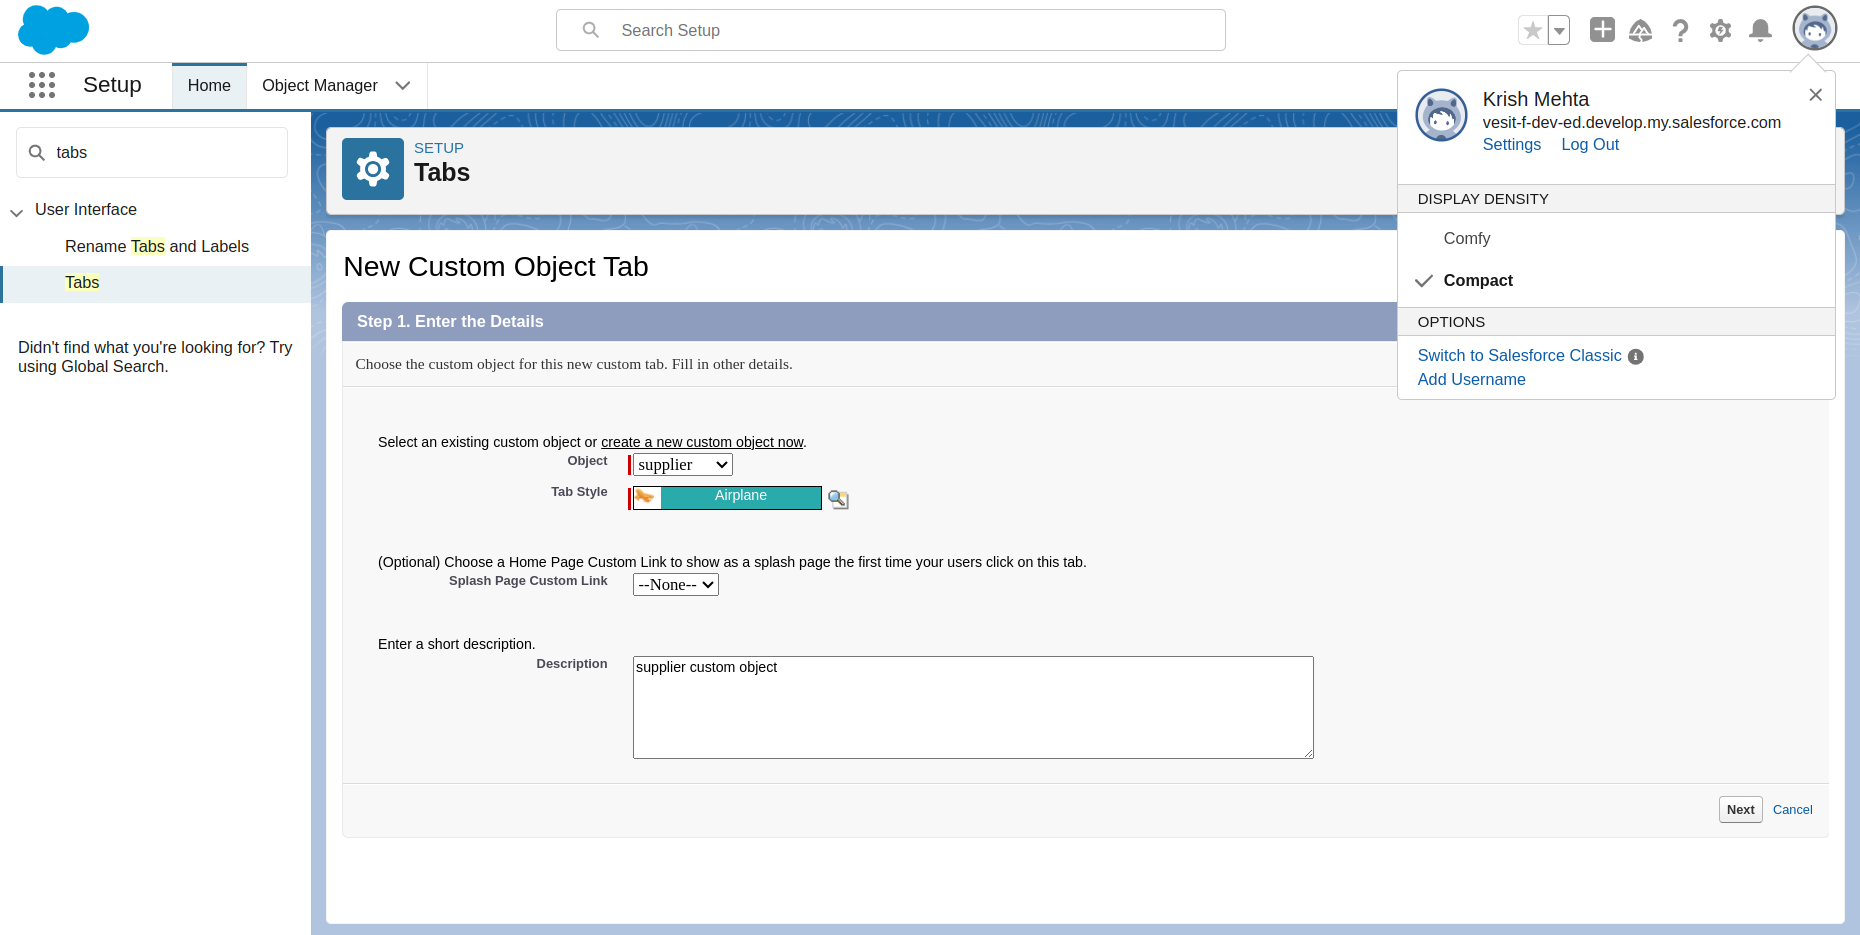 Search Setup
Setup
Home
Object Manager
tabs
User Interface
Rename Tabs and Labels
Tabs
Didn't find what you're looking for? Try
using Global Search.
SETUP
Tabs
New Custom Object Tab
Step 1. Enter the Details
Choose the custom object for this new custom tab. Fill in other details.
Select an existing custom object or create a new custom object now.
Object
supplier
Tab Style
Airplane
(Optional) Choose a Home Page Custom Link to show as a splash page the first time your users click on this tab.
Splash Page Custom Link
--None--
Enter a short description.
Description
supplier custom object
Next
Cancel
Krish Mehta
vesit-f-dev-ed.develop.my.salesforce.com
Settings
Log Out
DISPLAY DENSITY
Comfy
Compact
OPTIONS
Switch to Salesforce Classic
Add Username